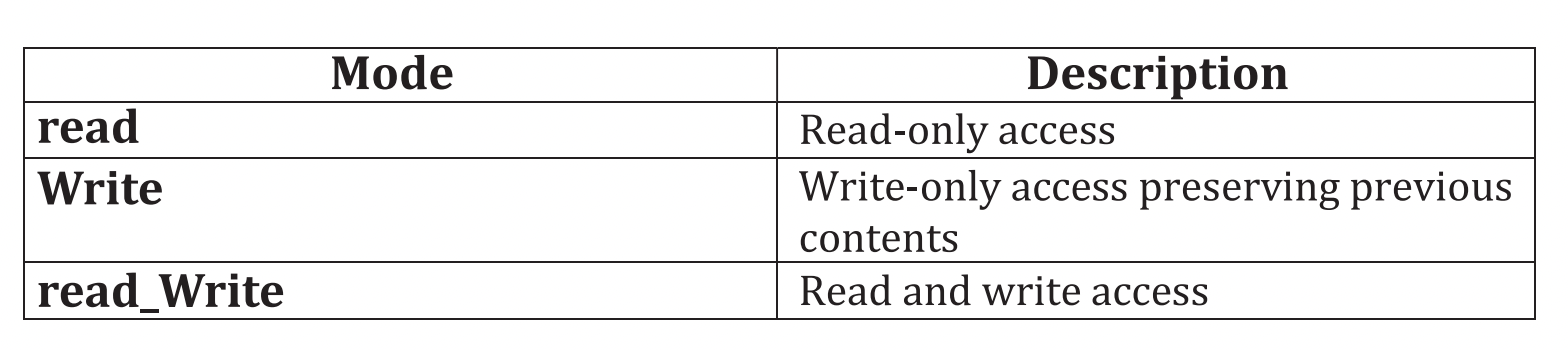 Mode Description
read Read-only access
Write Write-only access preserving previous
contents
read_Write Read and write access